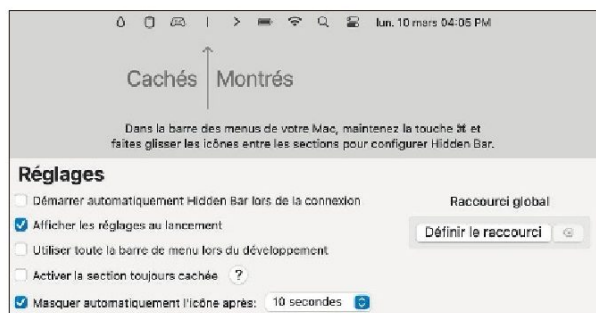 lun. 10 mars 04:05 PM
Cachés Montrés
Dans la barre des menus de votre Mac, maintenez la touche ⌘ et
faites glisser les icônes entre les sections pour configurer Hidden Bar.
Réglages
Démarrer automatiquement Hidden Bar lors de la connexion
Raccourci global
Afficher les réglages au lancement
Définir le raccourci
Utiliser toute la barre de menu lors du développement
Activer la section toujours cachée ?
Masquer automatiquement l'icône après: 10 secondes